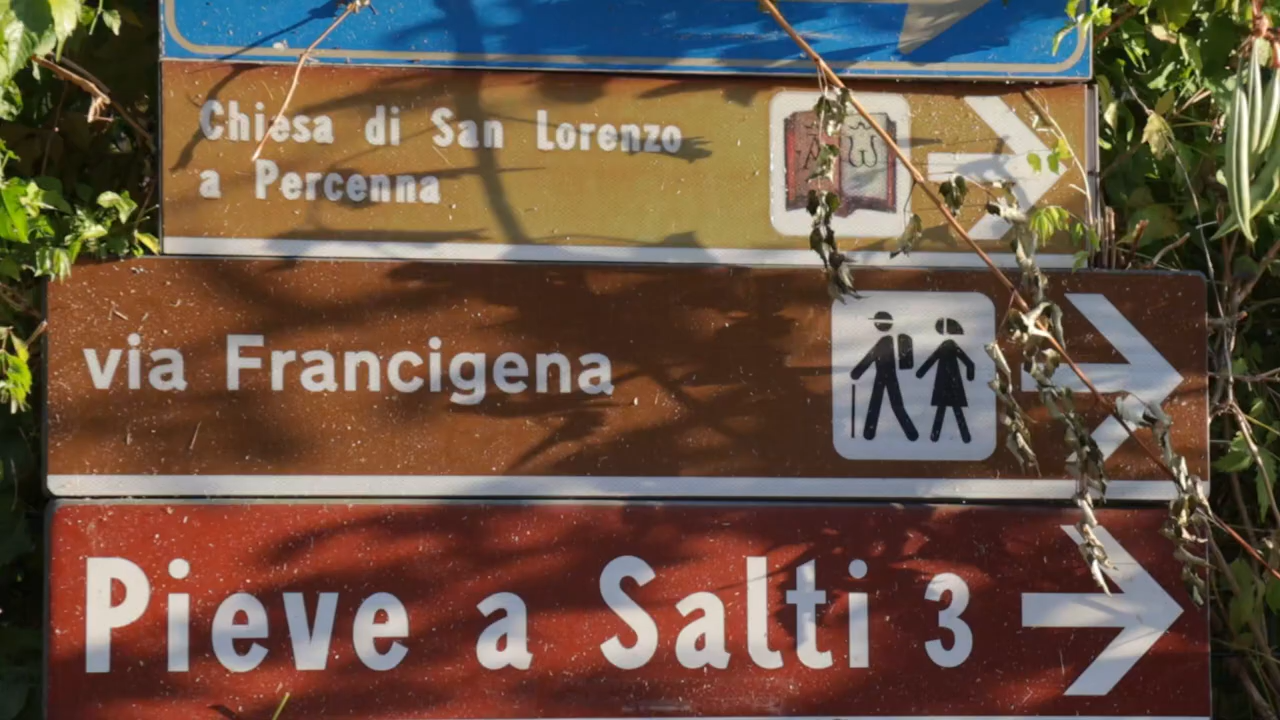 Chiesa di San Lorenzo
a Percenna
A W
via Francigena
Pieve a Salti 3